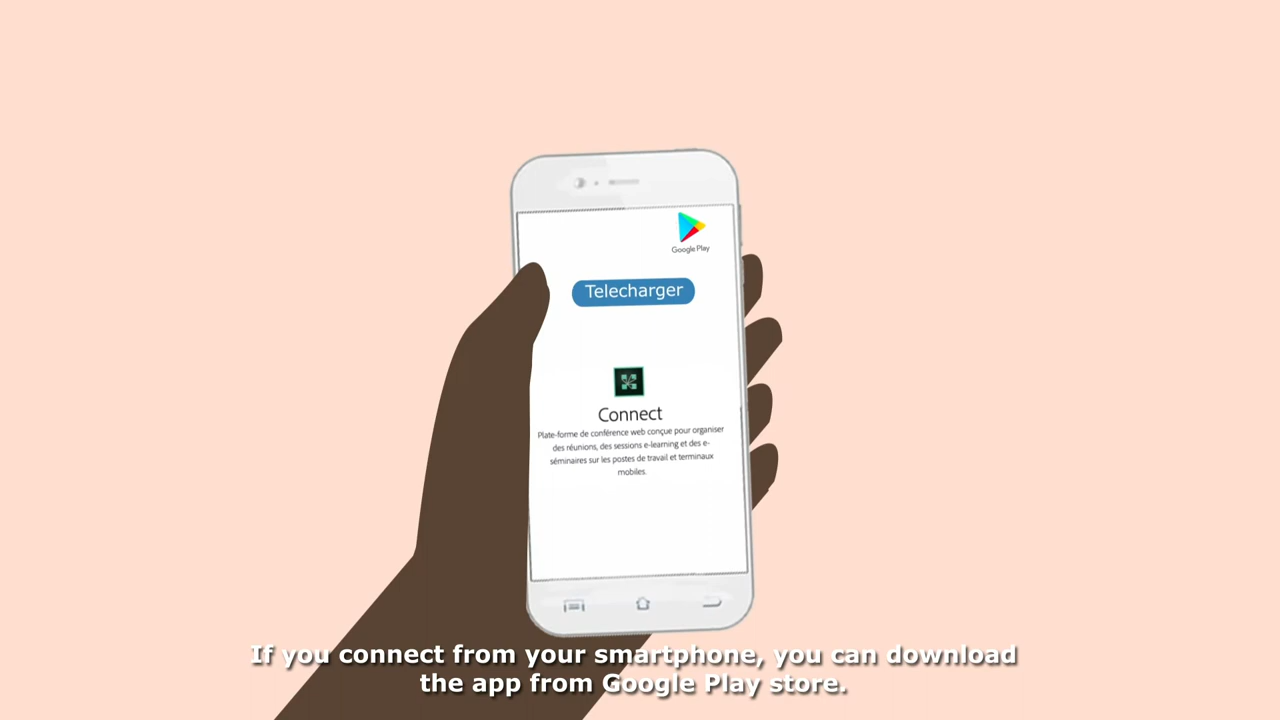 Google Play
Telecharger
Connect
Plate-forme de conférence web conçue pour organiser
des réunions, des sessions e-learning et des e-
séminaires sur les postes de travail et terminaux
mobiles.
If you connect from your smartphone, you can download
the app from Google Play store.